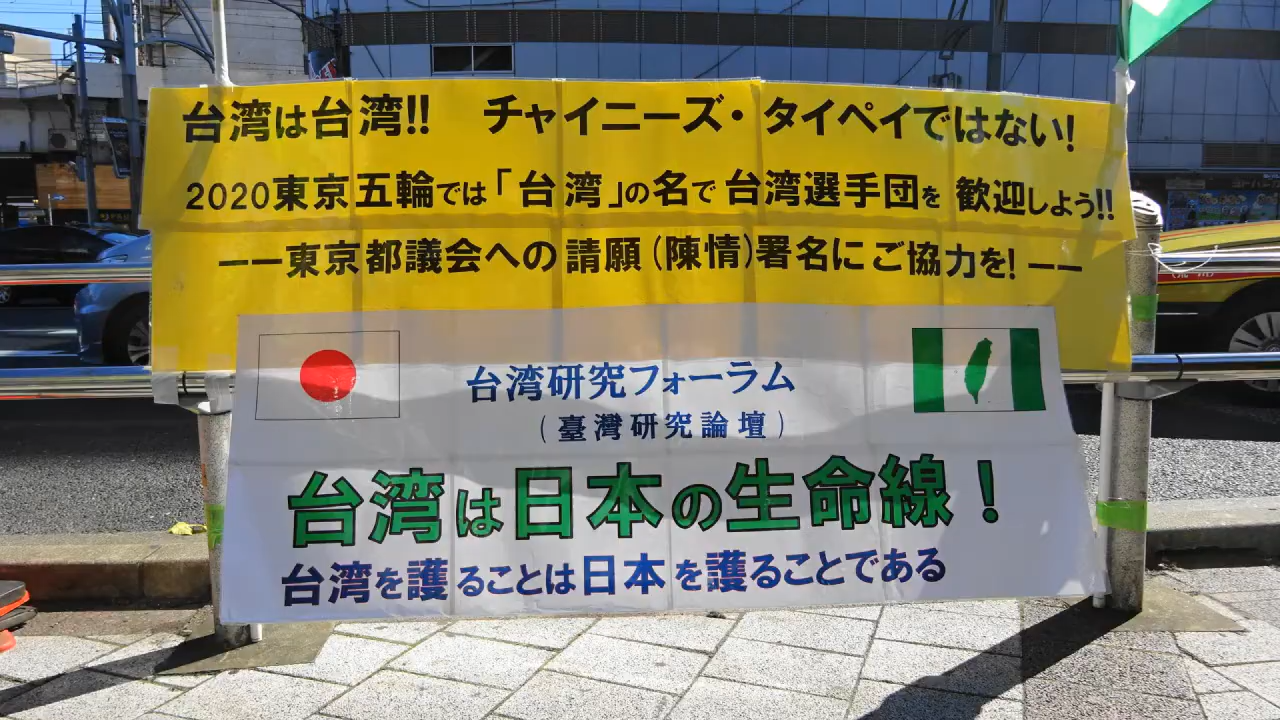 台湾は台湾!! チャイニーズ・タイペイではない!
2020東京五輪では「台湾」の名で台湾選手団を歓迎しよう!!
——東京都議会への請願(陳情)署名にご協力を!——
台湾研究フォーラム
(臺灣研究論壇)
台湾は日本の生命線!
台湾を護ることは日本を護ることである